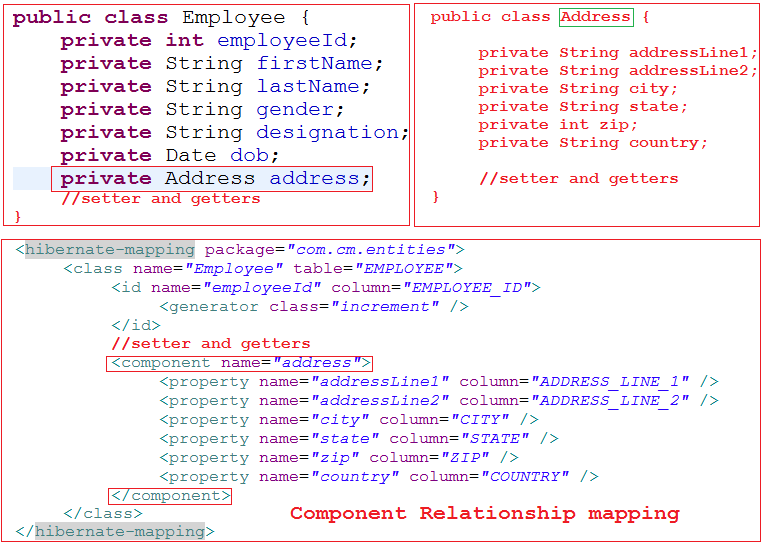 public class Employee {
private int employeeId;
private String firstName;
private String lastName;
private String gender;
private String designation;
private Date dob;
private Address address;
//setter and getters
}
public class Address {
private String addressLine1;
private String addressLine2;
private String city;
private String state;
private int zip;
private String country;
//setter and getters
}
<hibernate-mapping package="com.cm.entities">
<class name="Employee" table="EMPLOYEE">
<id name="employeeId" column="EMPLOYEE_ID">
<generator class="increment" />
</id>
//setter and getters
<component name="address">
<property name="addressLine1" column="ADDRESS_LINE_1" />
<property name="addressLine2" column="ADDRESS_LINE_2" />
<property name="city" column="CITY" />
<property name="state" column="STATE" />
<property name="zip" column="ZIP" />
<property name="country" column="COUNTRY" />
</component>
</class>
Component Relationship mapping
</hibernate-mapping>